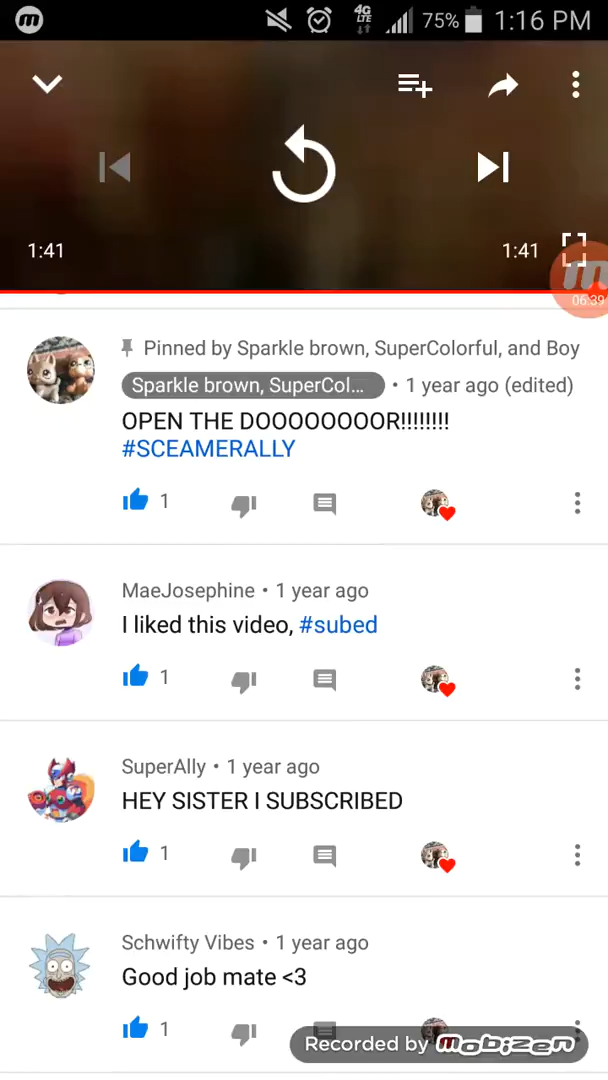 4G
LTE
75%
1:16 PM
1:41
1:41
06:39
Pinned by Sparkle brown, SuperColorful, and Boy
Sparkle brown, SuperCol... • 1 year ago (edited)
OPEN THE DOOOOOOOOR!!!!!!!!
#SCEAMERALLY
1
MaeJosephine • 1 year ago
I liked this video, #subed
1
SuperAlly • 1 year ago
HEY SISTER I SUBSCRIBED
1
Schwifty Vibes • 1 year ago
Good job mate <3
1
Recorded by mobizen